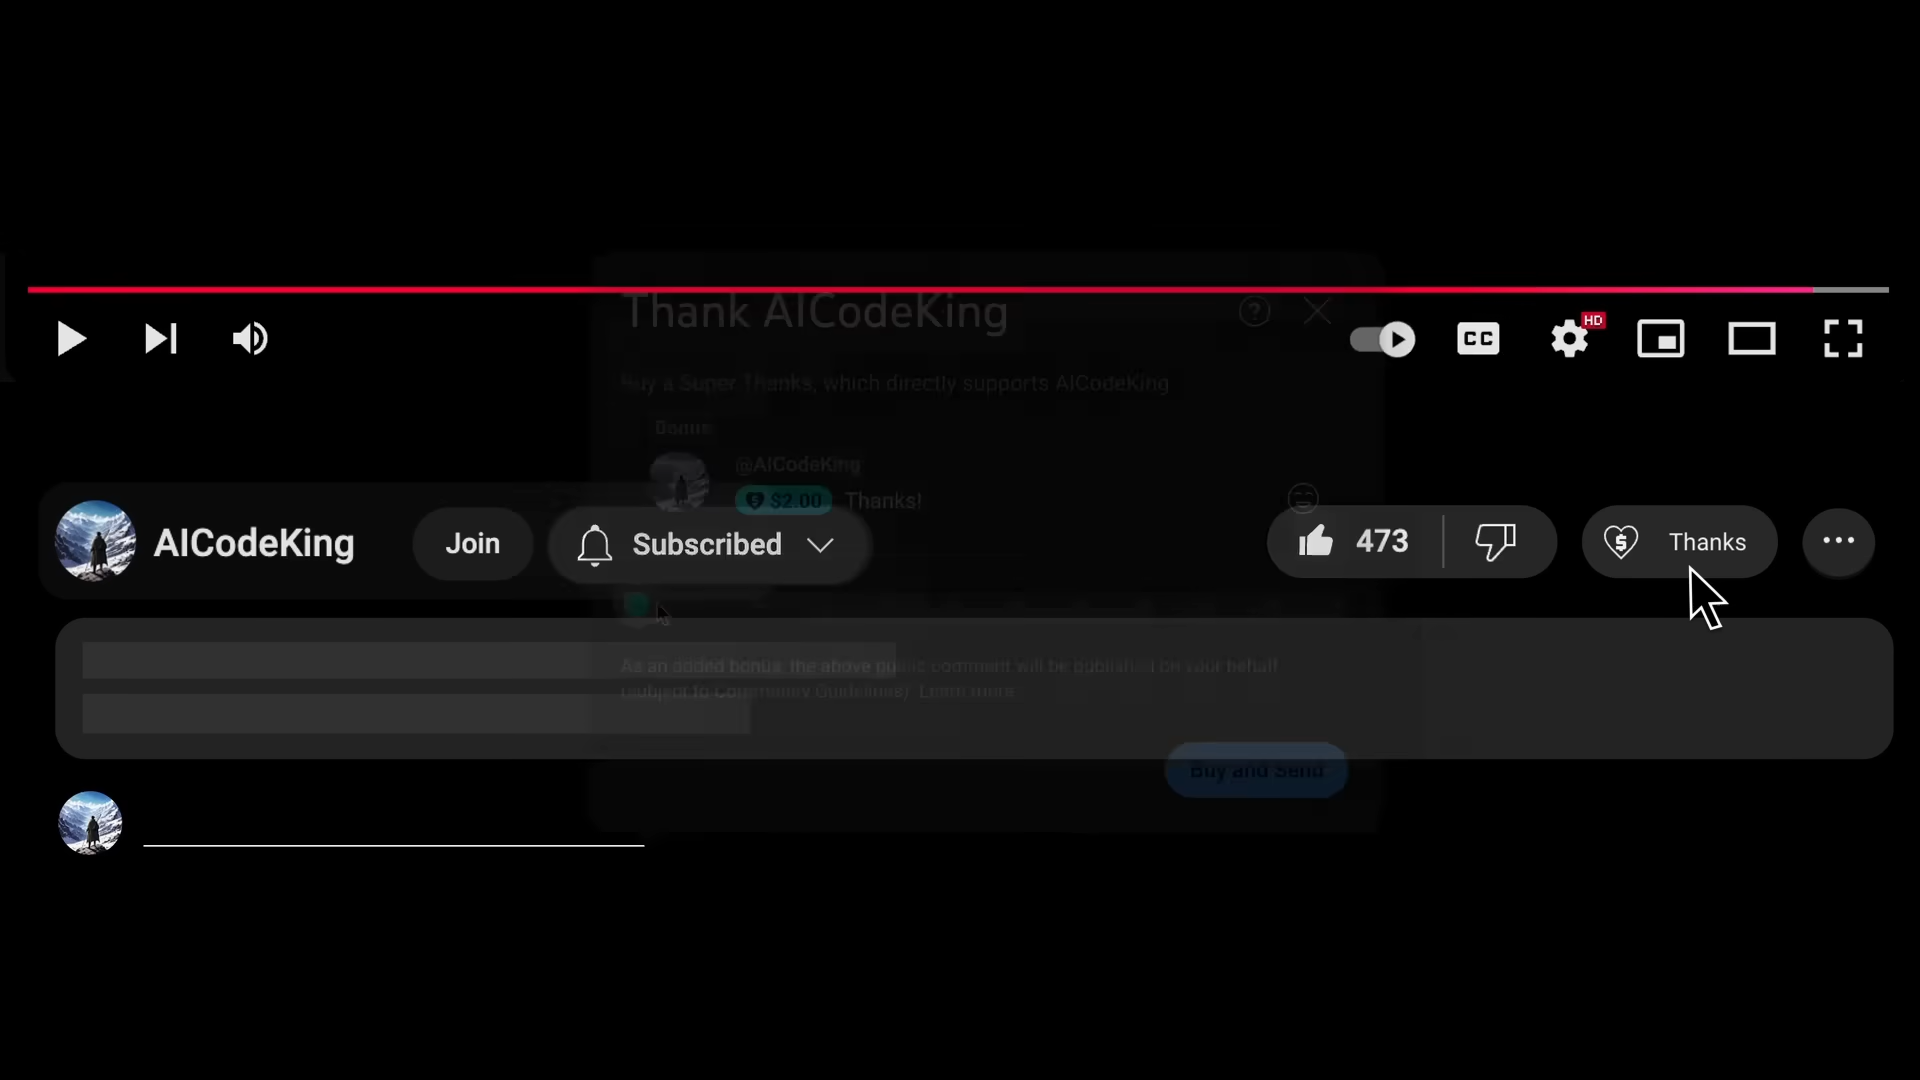 Thank AICodeKing
?
HD
CC
Buy a Super Thanks, which directly supports AICodeKing
Bonus
@AICodeKing
$2.00 Thanks!
AICodeKing
Join
Subscribed
473
Thanks
As an added bonus, the above public comment will be published on your behalf
(subject to Community Guidelines). Learn more
Buy and Send